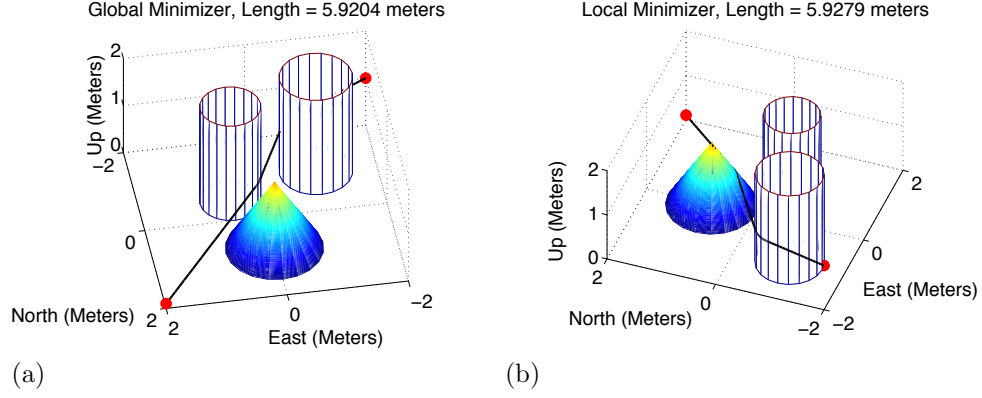 Global Minimizer, Length = 5.9204 meters
Up (Meters)
2
1
0
-2
0
2
North (Meters)
2
0
-2
East (Meters)
(a)
Local Minimizer, Length = 5.9279 meters
Up (Meters)
2
1
0
2
0
-2
North (Meters)
-2
0
2
East (Meters)
(b)